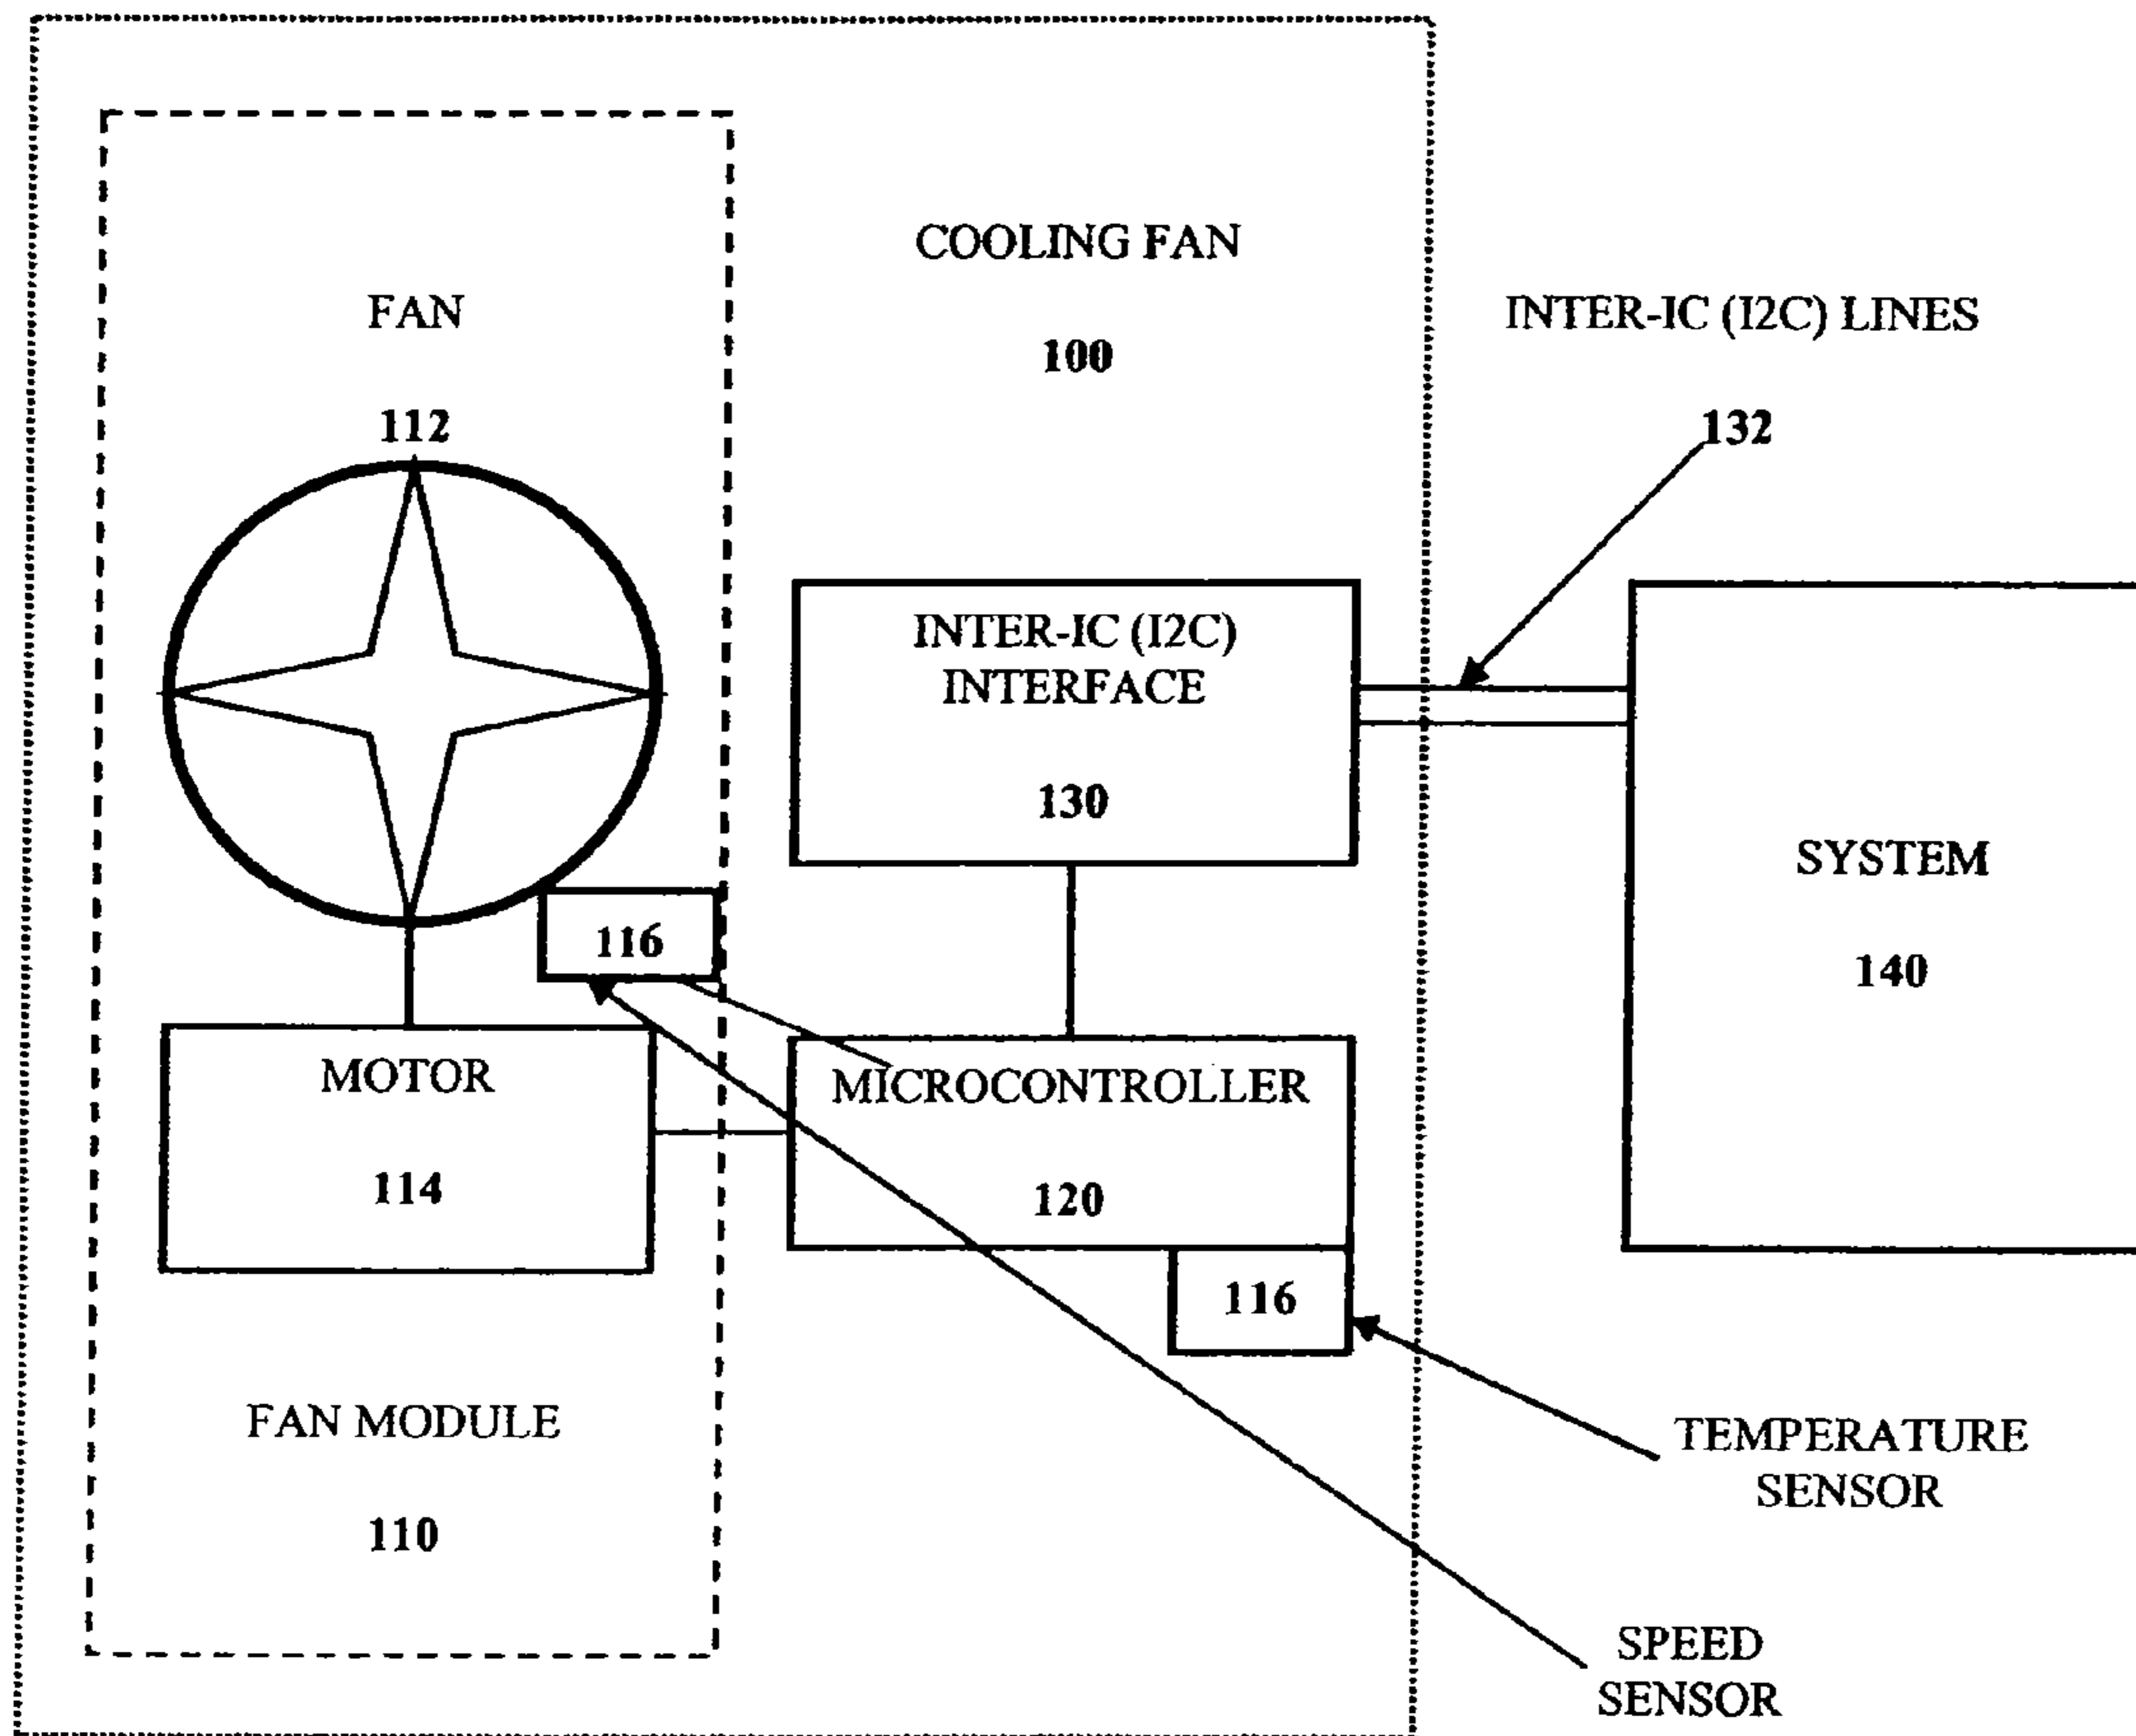 COOLING FAN
100
FAN
112
INTER-IC (I2C) LINES
132
INTER-IC (I2C)
INTERFACE
130
SYSTEM
140
116
MOTOR
114
MICROCONTROLLER
120
116
FAN MODULE
110
TEMPERATURE
SENSOR
SPEED
SENSOR